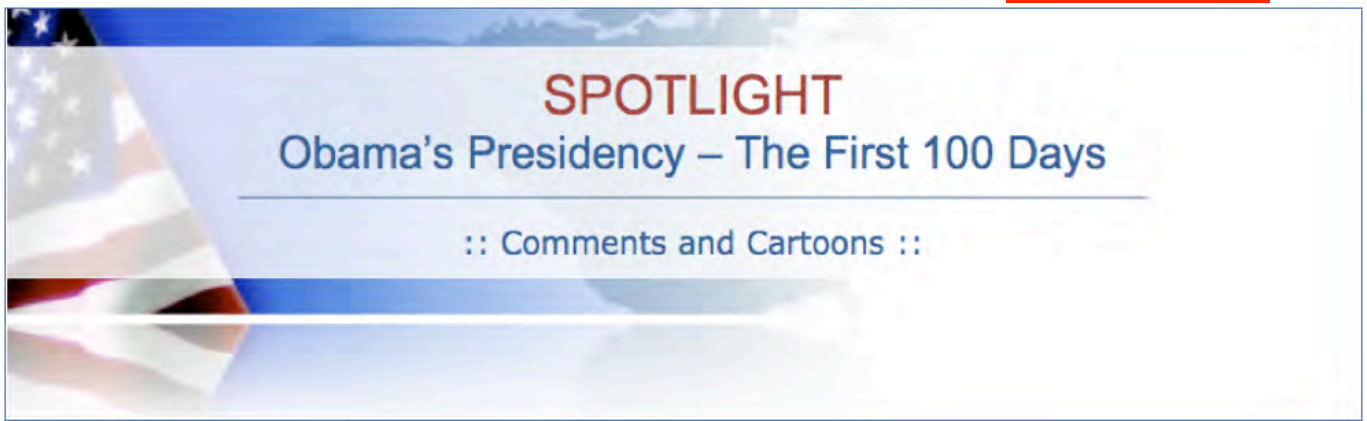 SPOTLIGHT
Obama’s Presidency – The First 100 Days
:: Comments and Cartoons ::